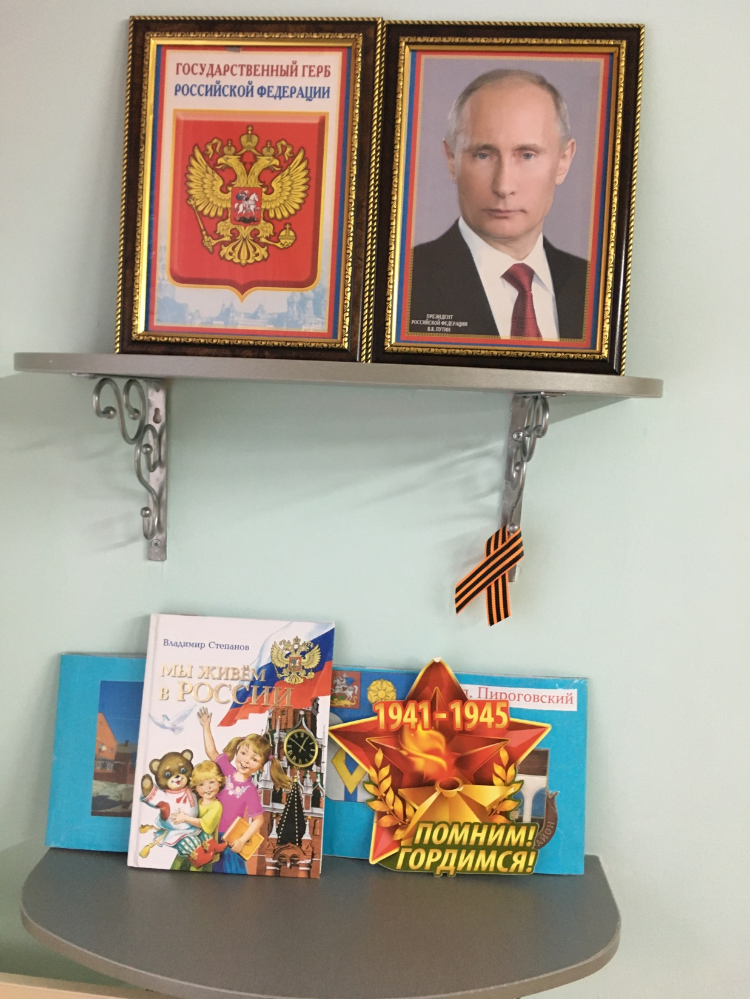 ГОСУДАРСТВЕННЫЙ ГЕРБ
РОССИЙСКОЙ ФЕДЕРАЦИИ
ПРЕЗИДЕНТ
РОССИЙСКОЙ ФЕДЕРАЦИИ
В.В. ПУТИН
Владимир Степанов
МЫ ЖИВЁМ
В РОССИИ
Пироговский
1941-1945
ПОМНИМ!
ГОРДИМСЯ!